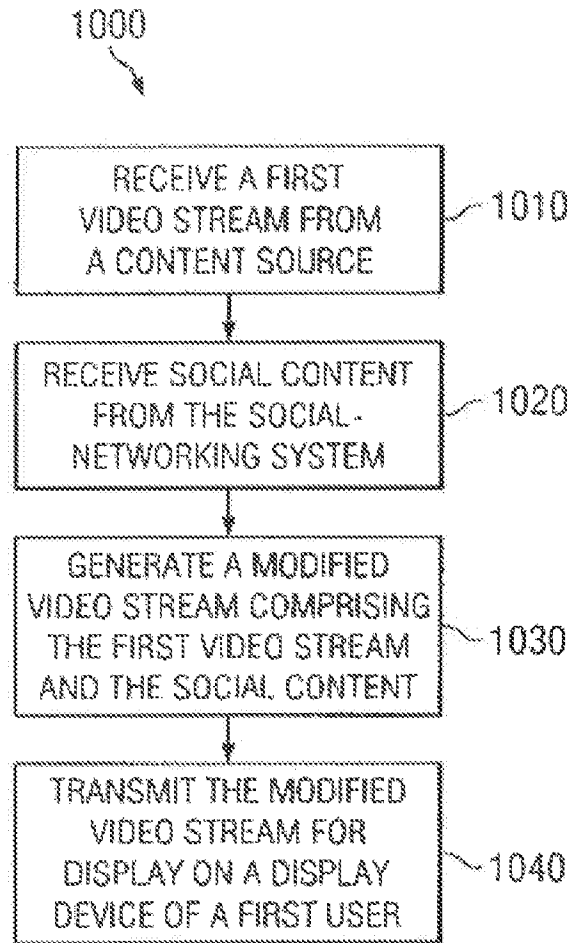 1000
RECEIVE A FIRST
VIDEO STREAM FROM
A CONTENT SOURCE
1010
RECEIVE SOCIAL CONTENT
FROM THE SOCIAL-
NETWORKING SYSTEM
1020
GENERATE A MODIFIED
VIDEO STREAM COMPRISING
THE FIRST VIDEO STREAM
AND THE SOCIAL CONTENT
1030
TRANSMIT THE MODIFIED
VIDEO STREAM FOR
DISPLAY ON A DISPLAY
DEVICE OF A FIRST USER
1040